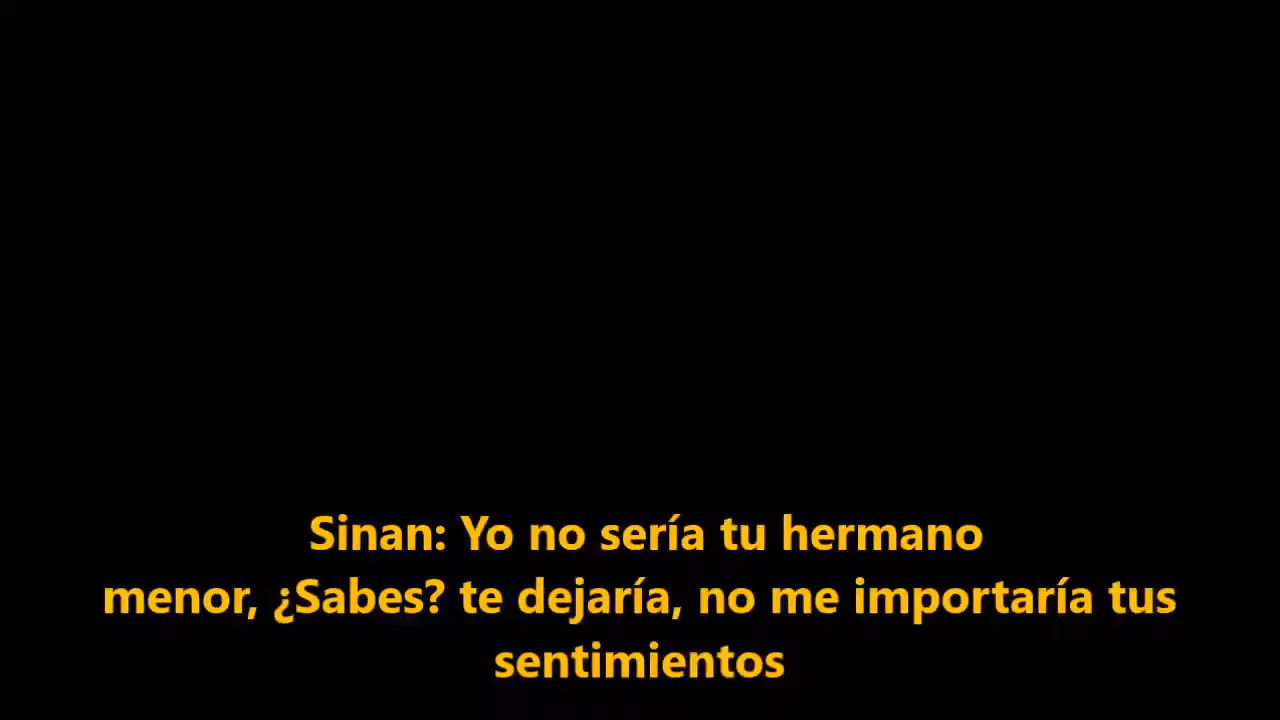 Sinan: Yo no sería tu hermano
menor, ¿Sabes? te dejaría, no me importaría tus
sentimientos